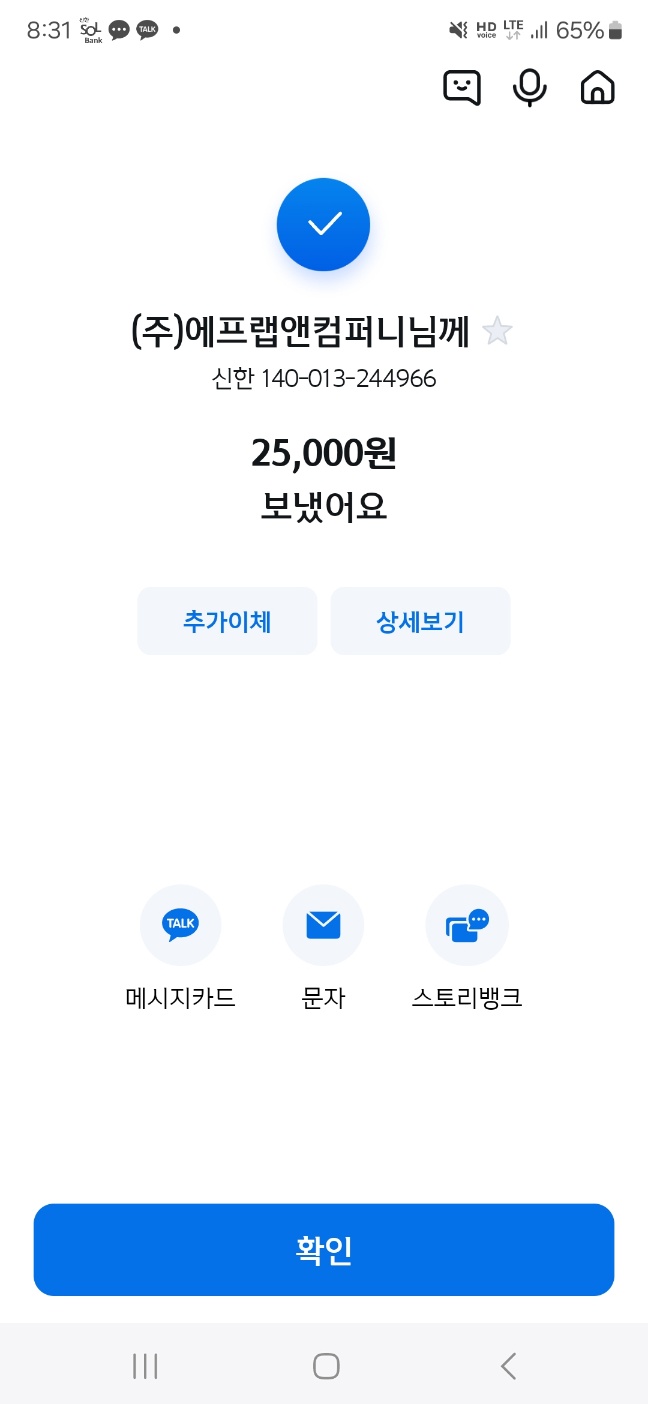 8:31 신한 SOL Bank TALK HD voice LTE 65%
(주)에프랩앤컴퍼니님께
신한 140-013-244966
25,000원
보냈어요
추가이체 상세보기
TALK
메시지카드 문자 스토리뱅크
확인